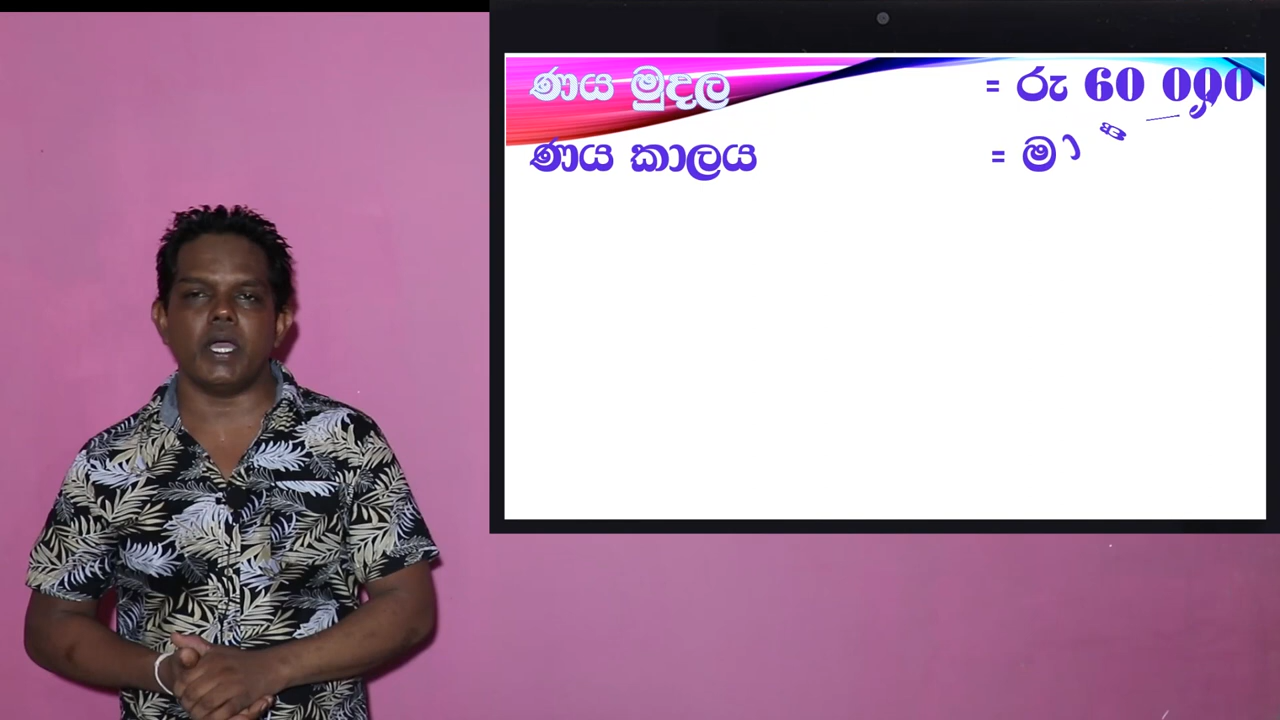 ණය මුදල = රු 60 000
ණය කාලය = මා